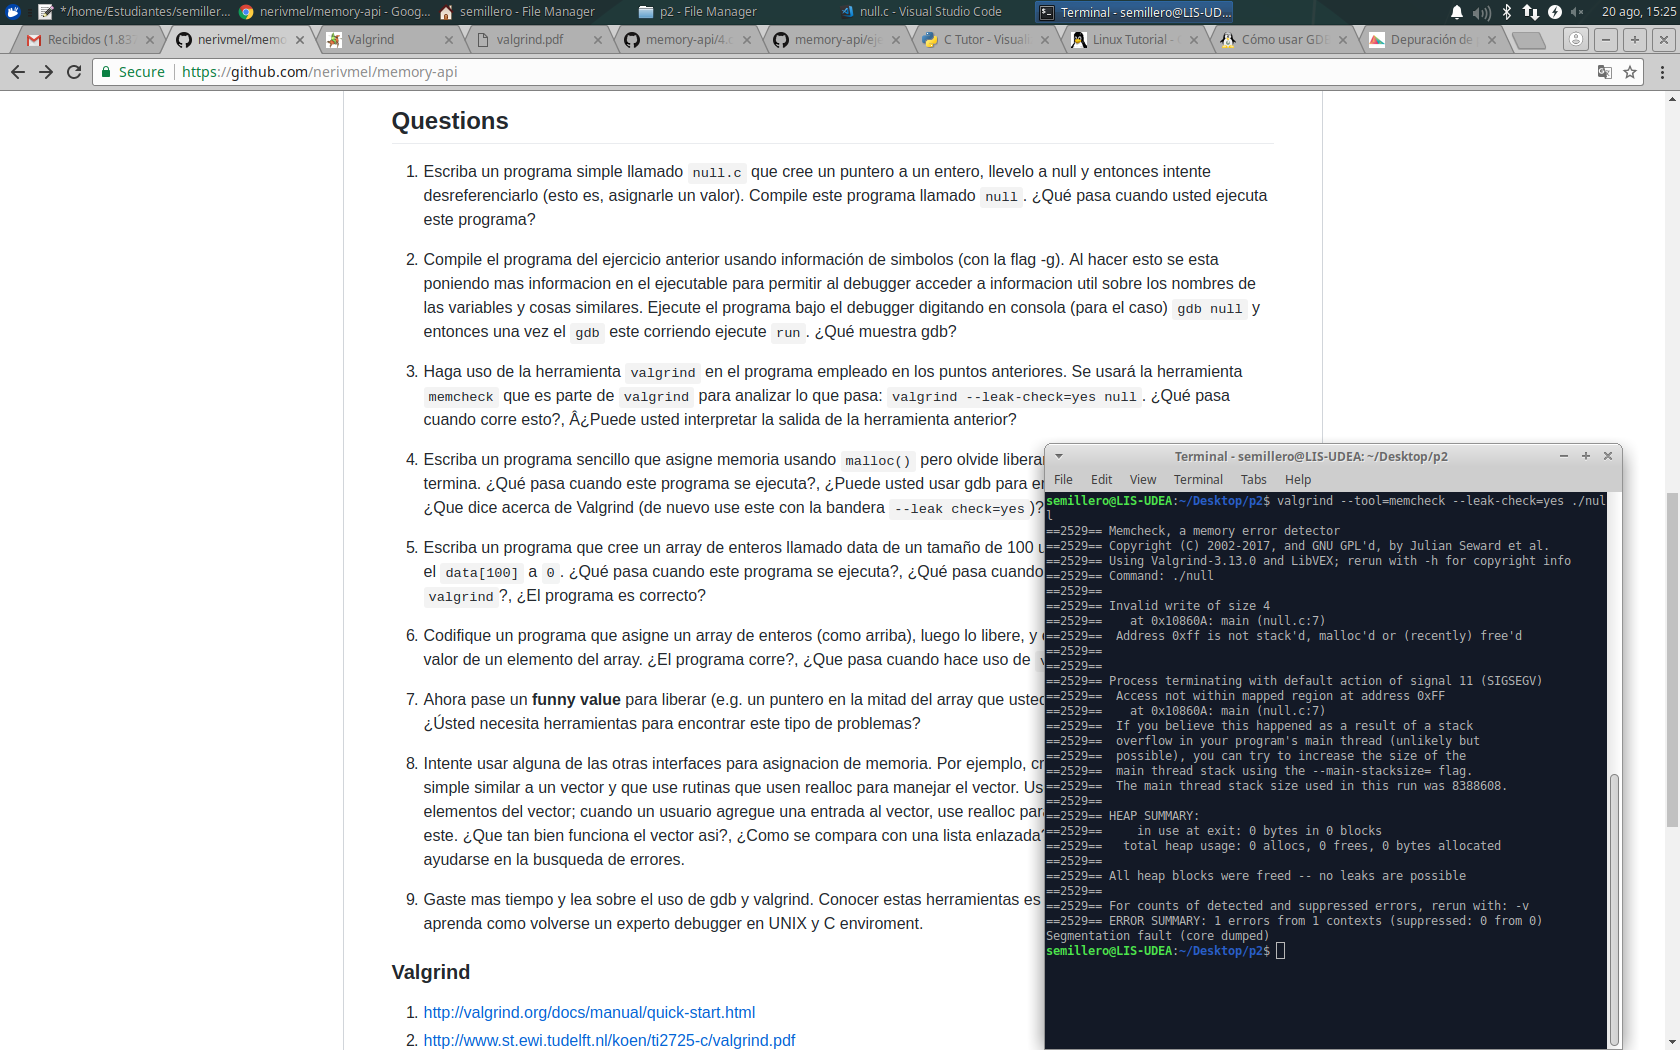 */home/Estudiantes/semiller...
nerivmel/memory-api - Goog...
semillero - File Manager
p2 - File Manager
null.c - Visual Studio Code
Terminal - semillero@LIS-UD...
20 ago, 15:25
Recibidos (1.837
nerivmel/memo
Valgrind
valgrind.pdf
memory-api/4.
memory-api/eje
C Tutor - Visuali
Linux Tutorial -
Cómo usar GDB
Depuración de
Secure
https://github.com/nerivmel/memory-api
Questions
1. Escriba un programa simple llamado null.c que cree un puntero a un entero, llevelo a null y entonces intente
desreferenciarlo (esto es, asignarle un valor). Compile este programa llamado null . ¿Qué pasa cuando usted ejecuta
este programa?
2. Compile el programa del ejercicio anterior usando información de simbolos (con la flag -g). Al hacer esto se esta
poniendo mas informacion en el ejecutable para permitir al debugger acceder a informacion util sobre los nombres de
las variables y cosas similares. Ejecute el programa bajo el debugger digitando en consola (para el caso) gdb null y
entonces una vez el gdb este corriendo ejecute run . ¿Qué muestra gdb?
3. Haga uso de la herramienta valgrind en el programa empleado en los puntos anteriores. Se usará la herramienta
memcheck que es parte de valgrind para analizar lo que pasa: valgrind --leak-check=yes null . ¿Qué pasa
cuando corre esto?, Â¿Puede usted interpretar la salida de la herramienta anterior?
4. Escriba un programa sencillo que asigne memoria usando malloc() pero olvide liberar
termina. ¿Qué pasa cuando este programa se ejecuta?, ¿Puede usted usar gdb para en
¿Que dice acerca de Valgrind (de nuevo use este con la bandera --leak check=yes )?
5. Escriba un programa que cree un array de enteros llamado data de un tamaño de 100 u
el data[100] a 0 . ¿Qué pasa cuando este programa se ejecuta?, ¿Qué pasa cuando
valgrind ?, ¿El programa es correcto?
6. Codifique un programa que asigne un array de enteros (como arriba), luego lo libere, y
valor de un elemento del array. ¿El programa corre?, ¿Que pasa cuando hace uso de
7. Ahora pase un funny value para liberar (e.g. un puntero en la mitad del array que usted
¿Ústed necesita herramientas para encontrar este tipo de problemas?
8. Intente usar alguna de las otras interfaces para asignacion de memoria. Por ejemplo, cr
simple similar a un vector y que use rutinas que usen realloc para manejar el vector. Us
elementos del vector; cuando un usuario agregue una entrada al vector, use realloc par
este. ¿Que tan bien funciona el vector asi?, ¿Como se compara con una lista enlazada?
ayudarse en la busqueda de errores.
9. Gaste mas tiempo y lea sobre el uso de gdb y valgrind. Conocer estas herramientas es
aprenda como volverse un experto debugger en UNIX y C enviroment.
Valgrind
1. http://valgrind.org/docs/manual/quick-start.html
2. http://www.st.ewi.tudelft.nl/koen/ti2725-c/valgrind.pdf
Terminal - semillero@LIS-UDEA: ~/Desktop/p2
File Edit View Terminal Tabs Help
semillero@LIS-UDEA:~/Desktop/p2$ valgrind --tool=memcheck --leak-check=yes ./nul
l
==2529== Memcheck, a memory error detector
==2529== Copyright (C) 2002-2017, and GNU GPL'd, by Julian Seward et al.
==2529== Using Valgrind-3.13.0 and LibVEX; rerun with -h for copyright info
==2529== Command: ./null
==2529==
==2529== Invalid write of size 4
==2529==    at 0x10860A: main (null.c:7)
==2529==  Address 0xff is not stack'd, malloc'd or (recently) free'd
==2529==
==2529==
==2529== Process terminating with default action of signal 11 (SIGSEGV)
==2529==  Access not within mapped region at address 0xFF
==2529==    at 0x10860A: main (null.c:7)
==2529==  If you believe this happened as a result of a stack
==2529==  overflow in your program's main thread (unlikely but
==2529==  possible), you can try to increase the size of the
==2529==  main thread stack using the --main-stacksize= flag.
==2529==  The main thread stack size used in this run was 8388608.
==2529==
==2529== HEAP SUMMARY:
==2529==     in use at exit: 0 bytes in 0 blocks
==2529==   total heap usage: 0 allocs, 0 frees, 0 bytes allocated
==2529==
==2529== All heap blocks were freed -- no leaks are possible
==2529==
==2529== For counts of detected and suppressed errors, rerun with: -v
==2529== ERROR SUMMARY: 1 errors from 1 contexts (suppressed: 0 from 0)
Segmentation fault (core dumped)
semillero@LIS-UDEA:~/Desktop/p2$